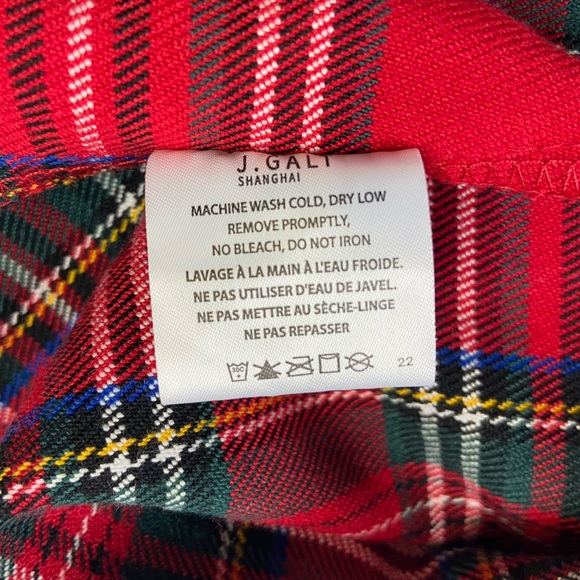 J.GALT
SHANGHAI
MACHINE WASH COLD, DRY LOW
REMOVE PROMPTLY,
NO BLEACH, DO NOT IRON
LAVAGE À LA MAIN À L'EAU FROIDE.
NE PAS UTILISER D'EAU DE JAVEL.
NE PAS METTRE AU SÈCHE-LINGE
NE PAS REPASSER
30C
22